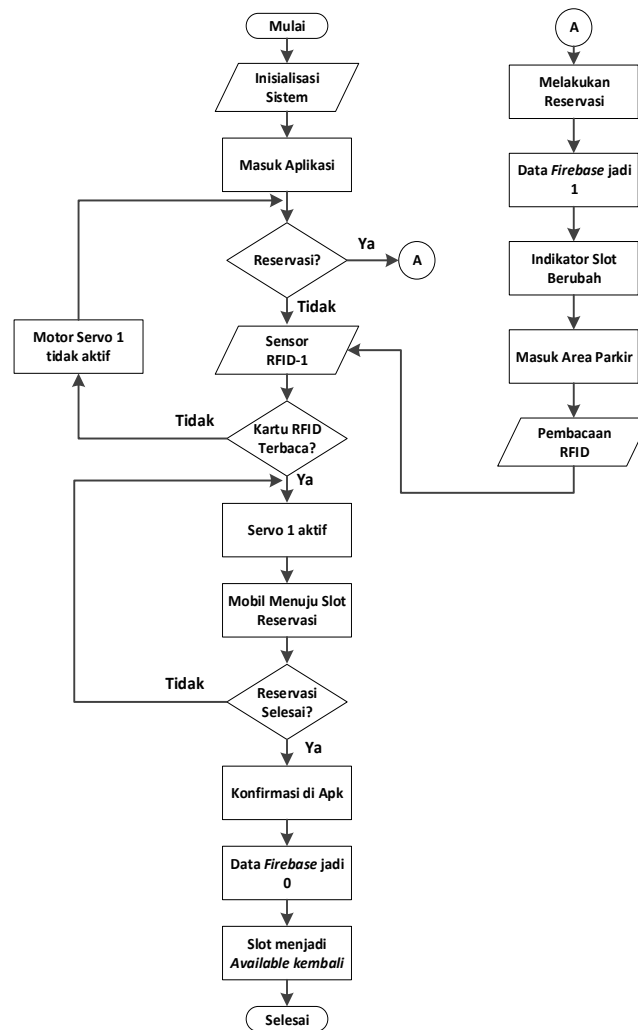 Mulai
Inisialisasi
Sistem
Masuk Aplikasi
Reservasi?
Ya
A
Tidak
Motor Servo 1
tidak aktif
Sensor
RFID-1
Tidak
Kartu RFID
Terbaca?
Ya
Servo 1 aktif
Mobil Menuju Slot
Reservasi
Tidak
Reservasi
Selesai?
Ya
Konfirmasi di Apk
Data Firebase jadi
0
Slot menjadi
Available kembali
Selesai
A
Melakukan
Reservasi
Data Firebase jadi
1
Indikator Slot
Berubah
Masuk Area Parkir
Pembacaan
RFID